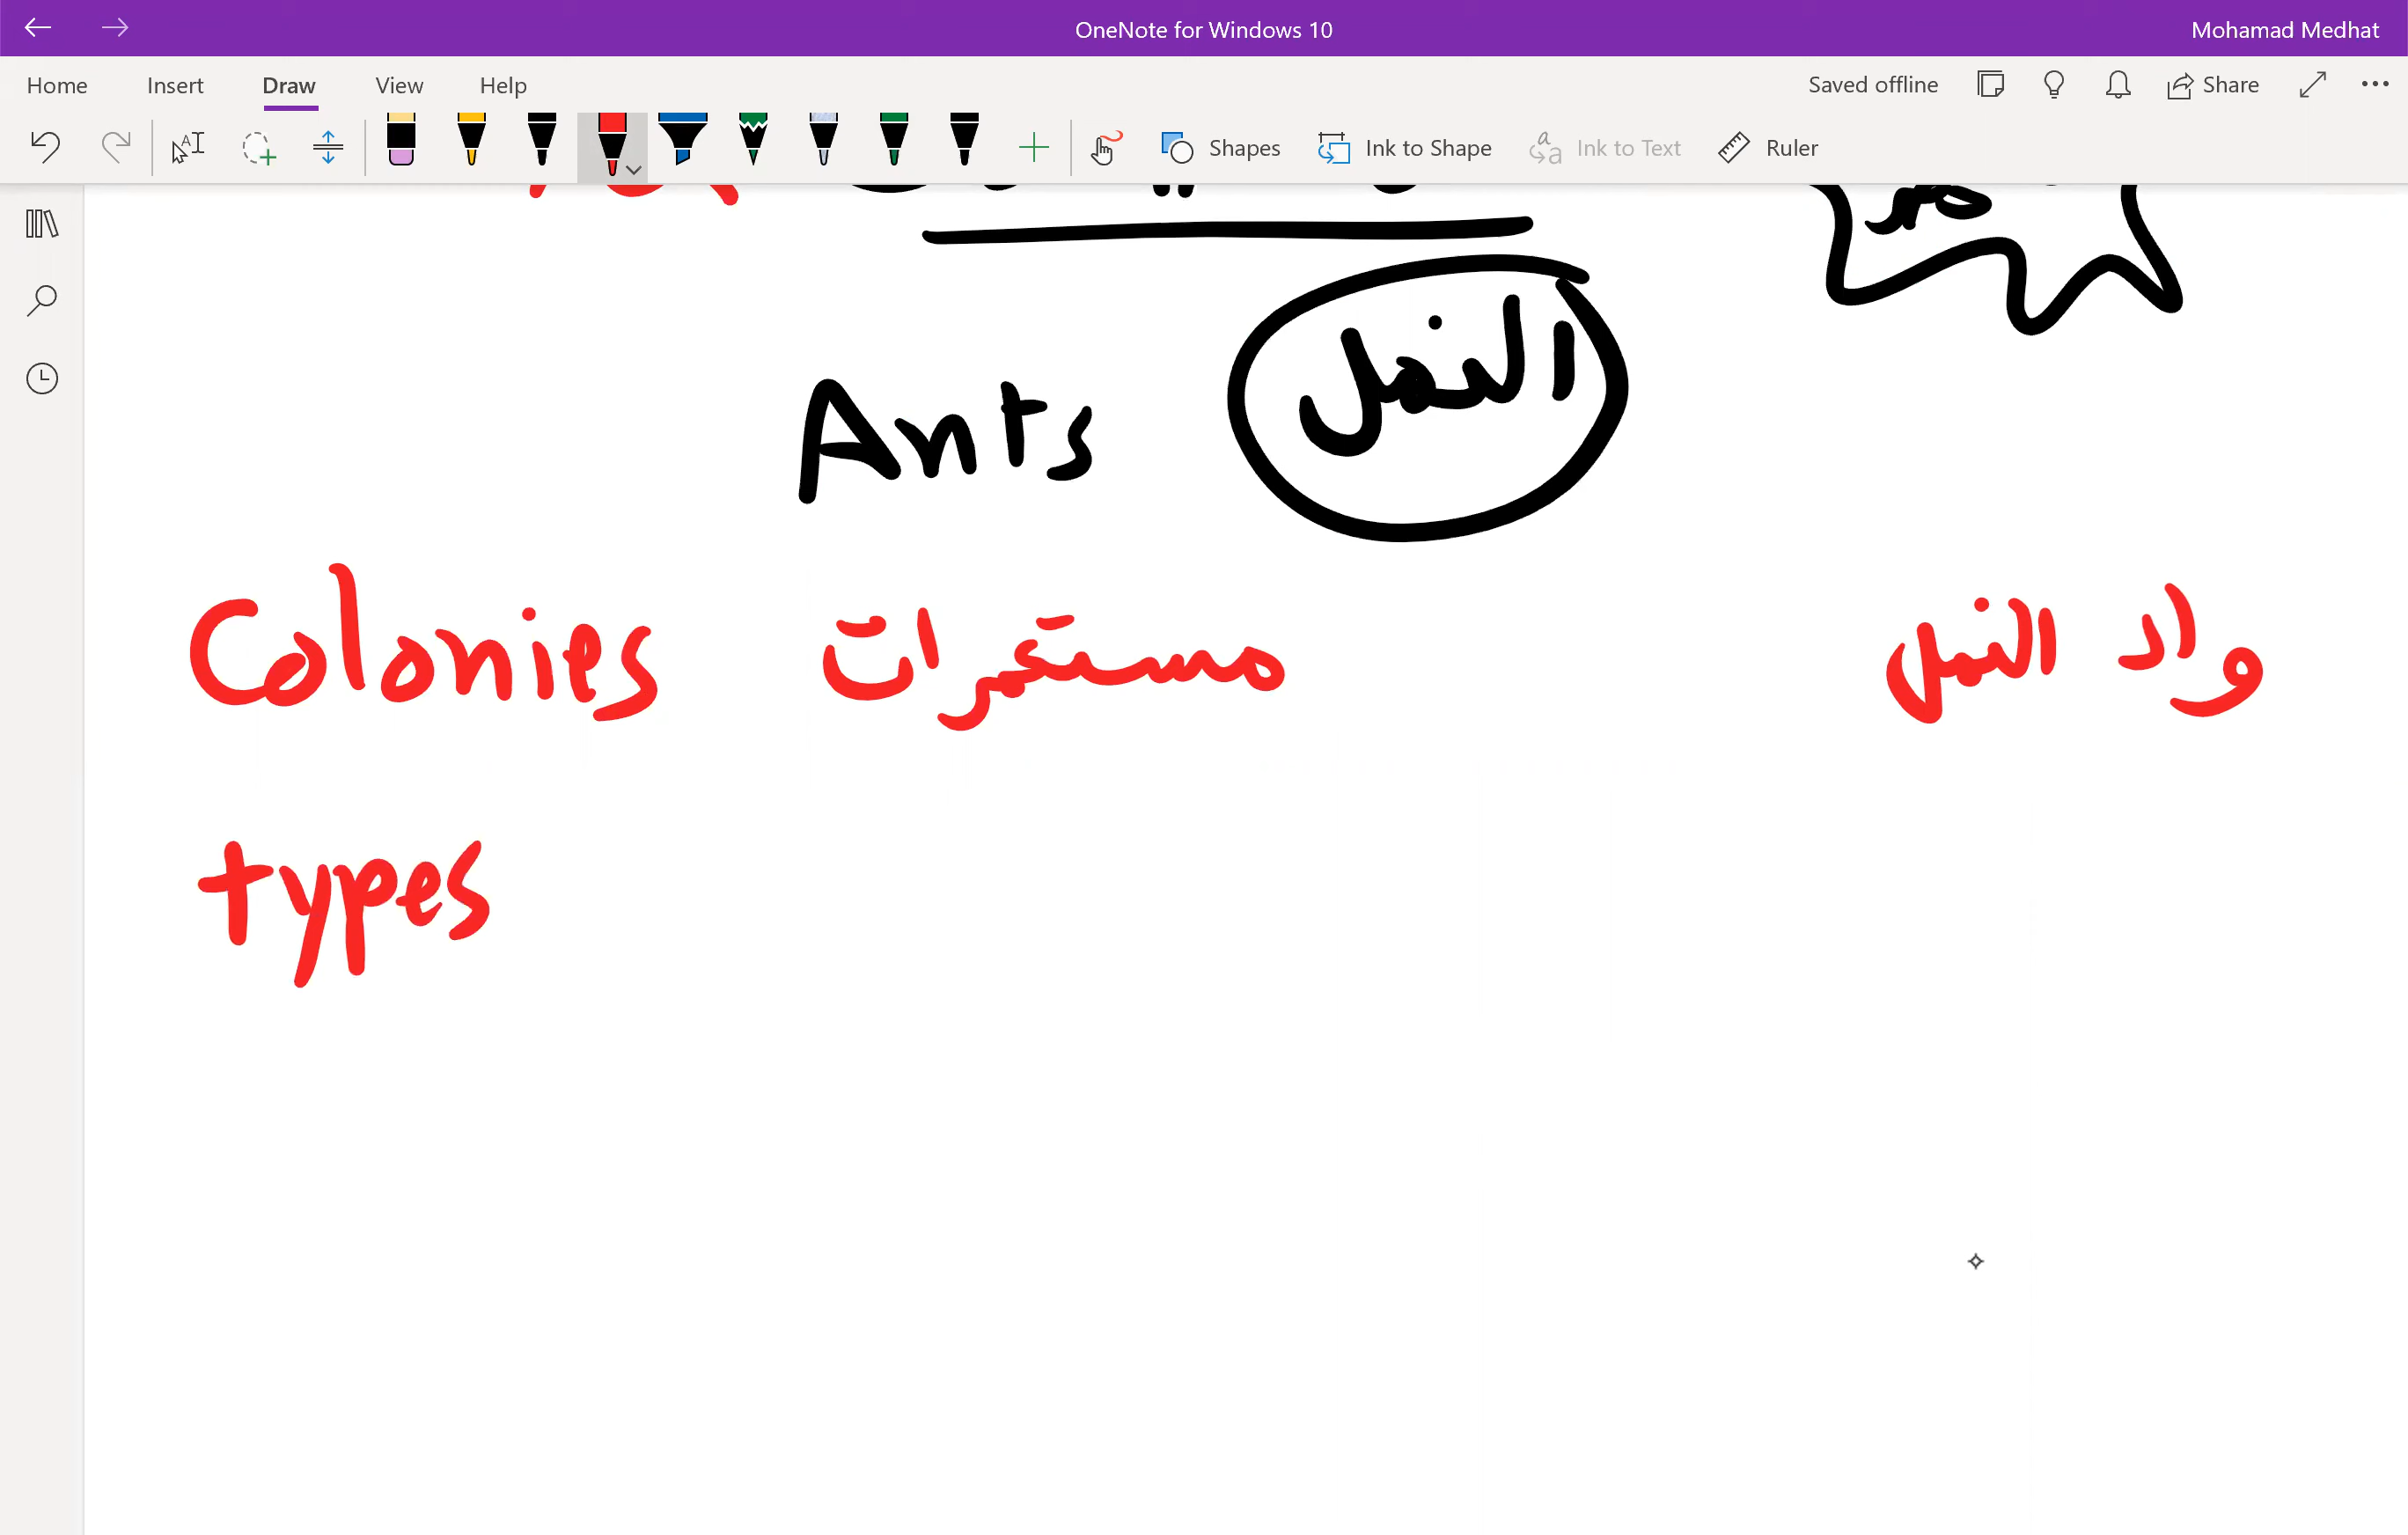 OneNote for Windows 10 Mohamad Medhat
Home Insert Draw View Help Saved offline Share
Shapes Ink to Shape Ink to Text Ruler
Ants النمل
Colonies مستعمرات واد النمل
types